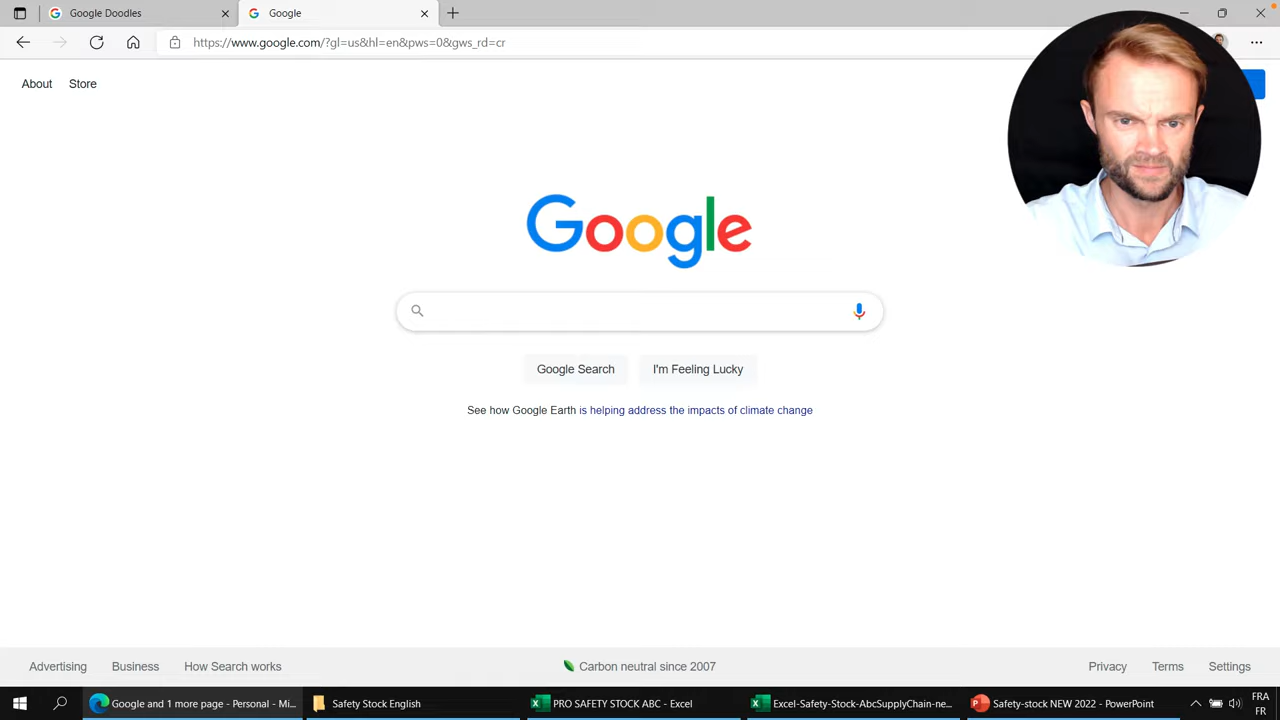 Google Doodles
Google
https://www.google.com/?gl=us&hl=en&pws=0&gws_rd=cr
About
Store
Google
Google Search
I'm Feeling Lucky
See how Google Earth is helping address the impacts of climate change
Advertising
Business
How Search works
Carbon neutral since 2007
Privacy
Terms
Settings
Google and 1 more page - Personal - Mi...
Safety Stock English
PRO SAFETY STOCK ABC - Excel
Excel-Safety-Stock-AbcSupplyChain-ne...
Safety-stock NEW 2022 - PowerPoint
FRA
FR